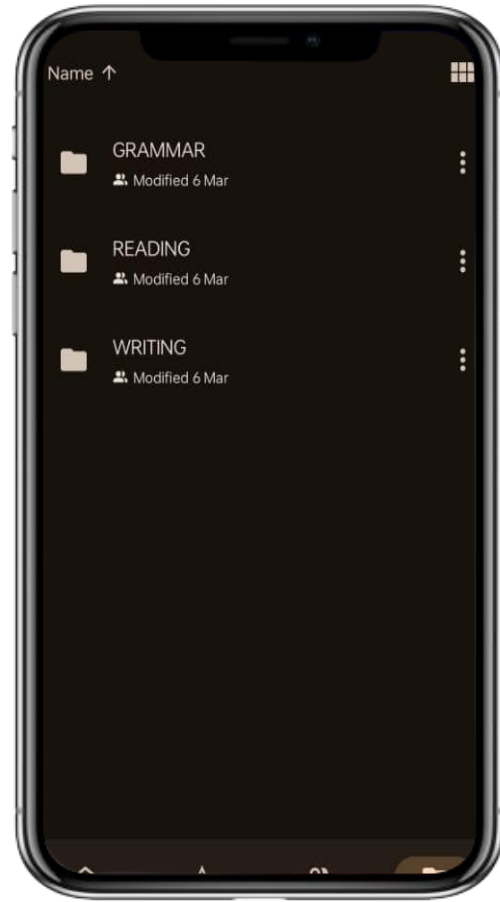 Name ↑
GRAMMAR
Modified 6 Mar
READING
Modified 6 Mar
WRITING
Modified 6 Mar